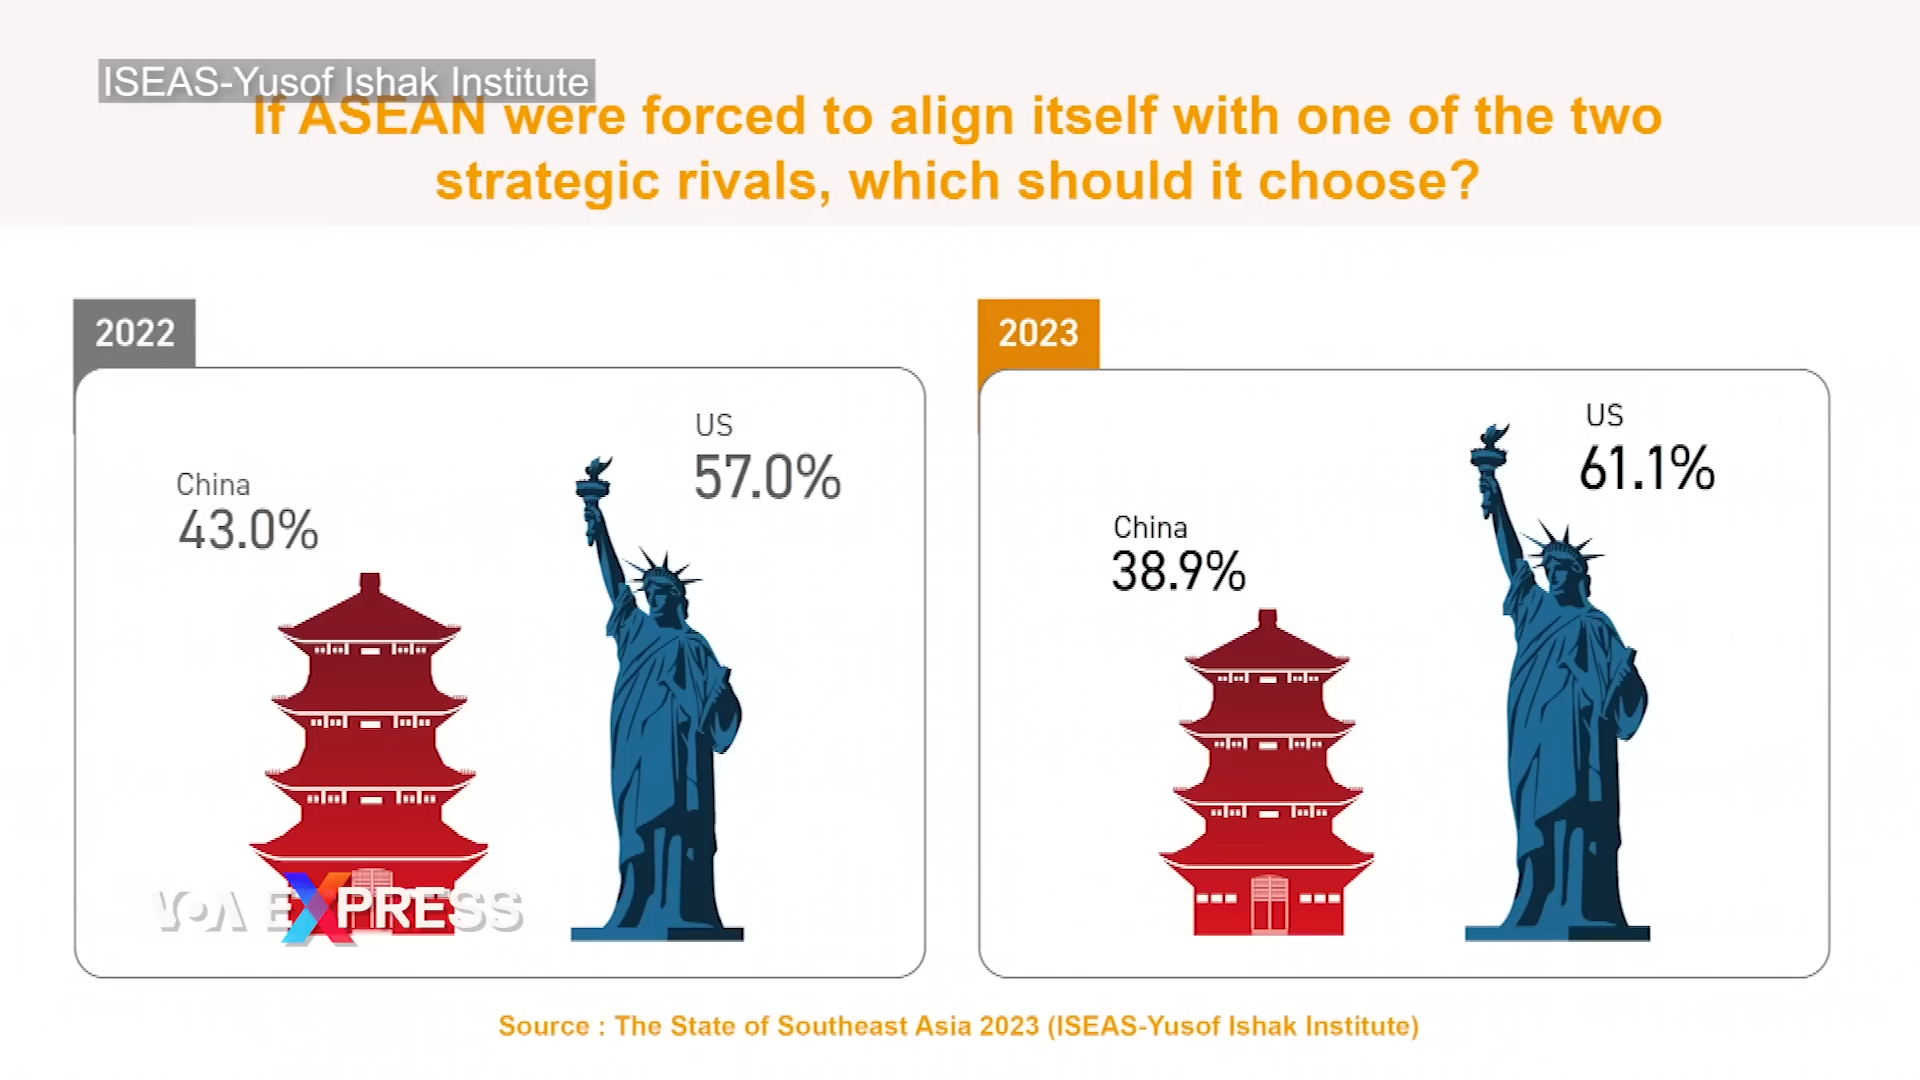 ISEAS-Yusof Ishak Institute
If ASEAN were forced to align itself with one of the two
strategic rivals, which should it choose?
2022
China
43.0%
US
57.0%
2023
China
38.9%
US
61.1%
VOA EXPRESS
Source : The State of Southeast Asia 2023 (ISEAS-Yusof Ishak Institute)